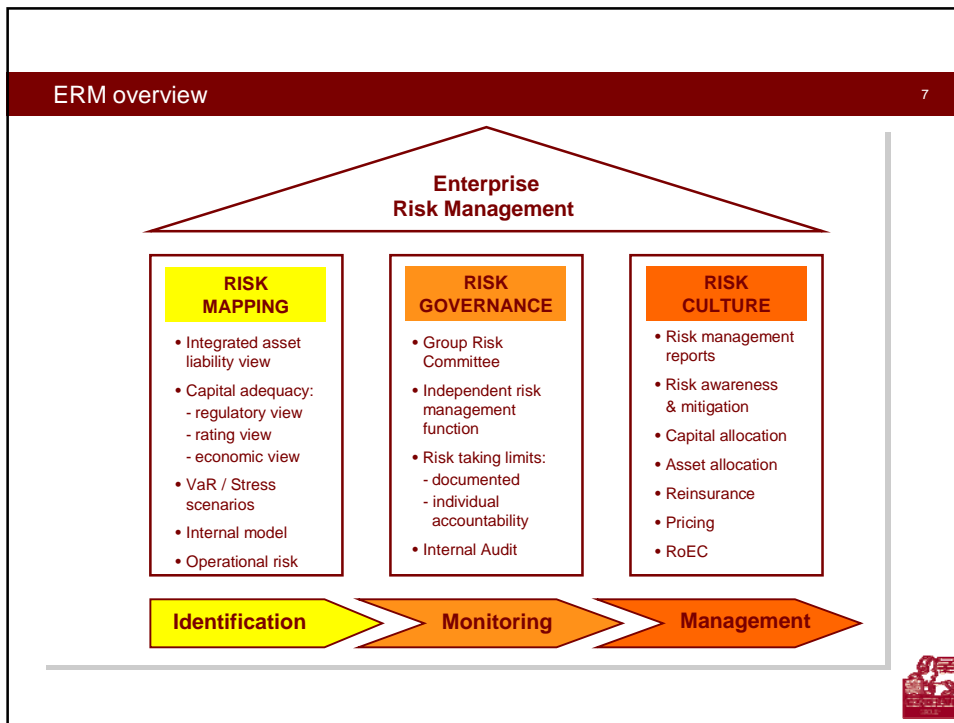 ERM overview
7
Enterprise
Risk Management
RISK
MAPPING
• Integrated asset
liability view
• Capital adequacy:
- regulatory view
- rating view
- economic view
• VaR / Stress
scenarios
• Internal model
• Operational risk
RISK
GOVERNANCE
• Group Risk
Committee
• Independent risk
management
function
• Risk taking limits:
- documented
- individual
accountability
• Internal Audit
RISK
CULTURE
• Risk management
reports
• Risk awareness
& mitigation
• Capital allocation
• Asset allocation
• Reinsurance
• Pricing
• RoEC
Identification
Monitoring
Management